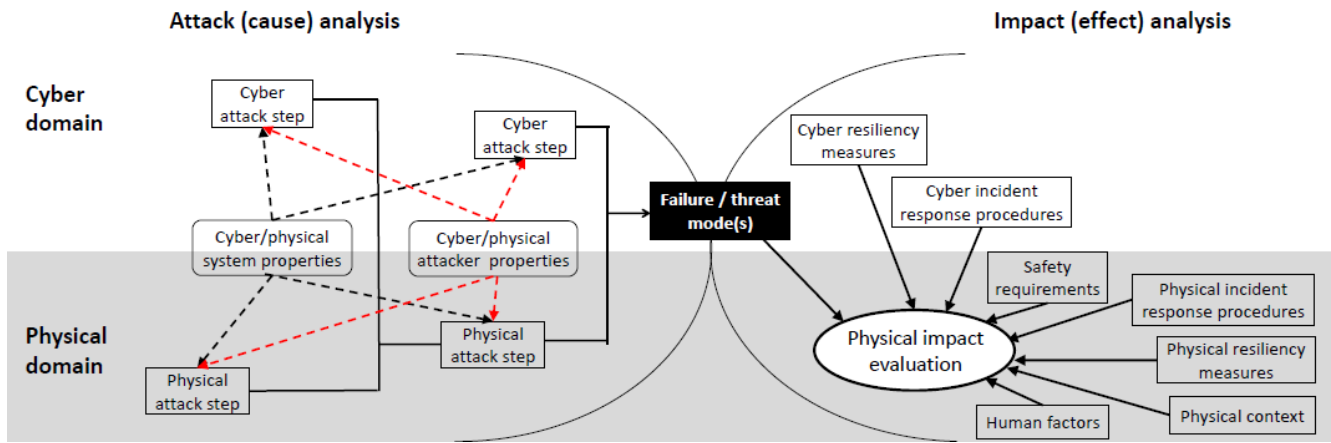 Attack (cause) analysis
Impact (effect) analysis
Cyber
domain
Cyber
attack step
Cyber
attack step
Cyber resiliency
measures
Cyber incident
response procedures
Failure / threat
mode(s)
Cyber/physical
system properties
Cyber/physical
attacker properties
Safety
requirements
Physical incident
response procedures
Physical
domain
Physical
attack step
Physical
attack step
Physical impact
evaluation
Physical resiliency
measures
Human factors
Physical context